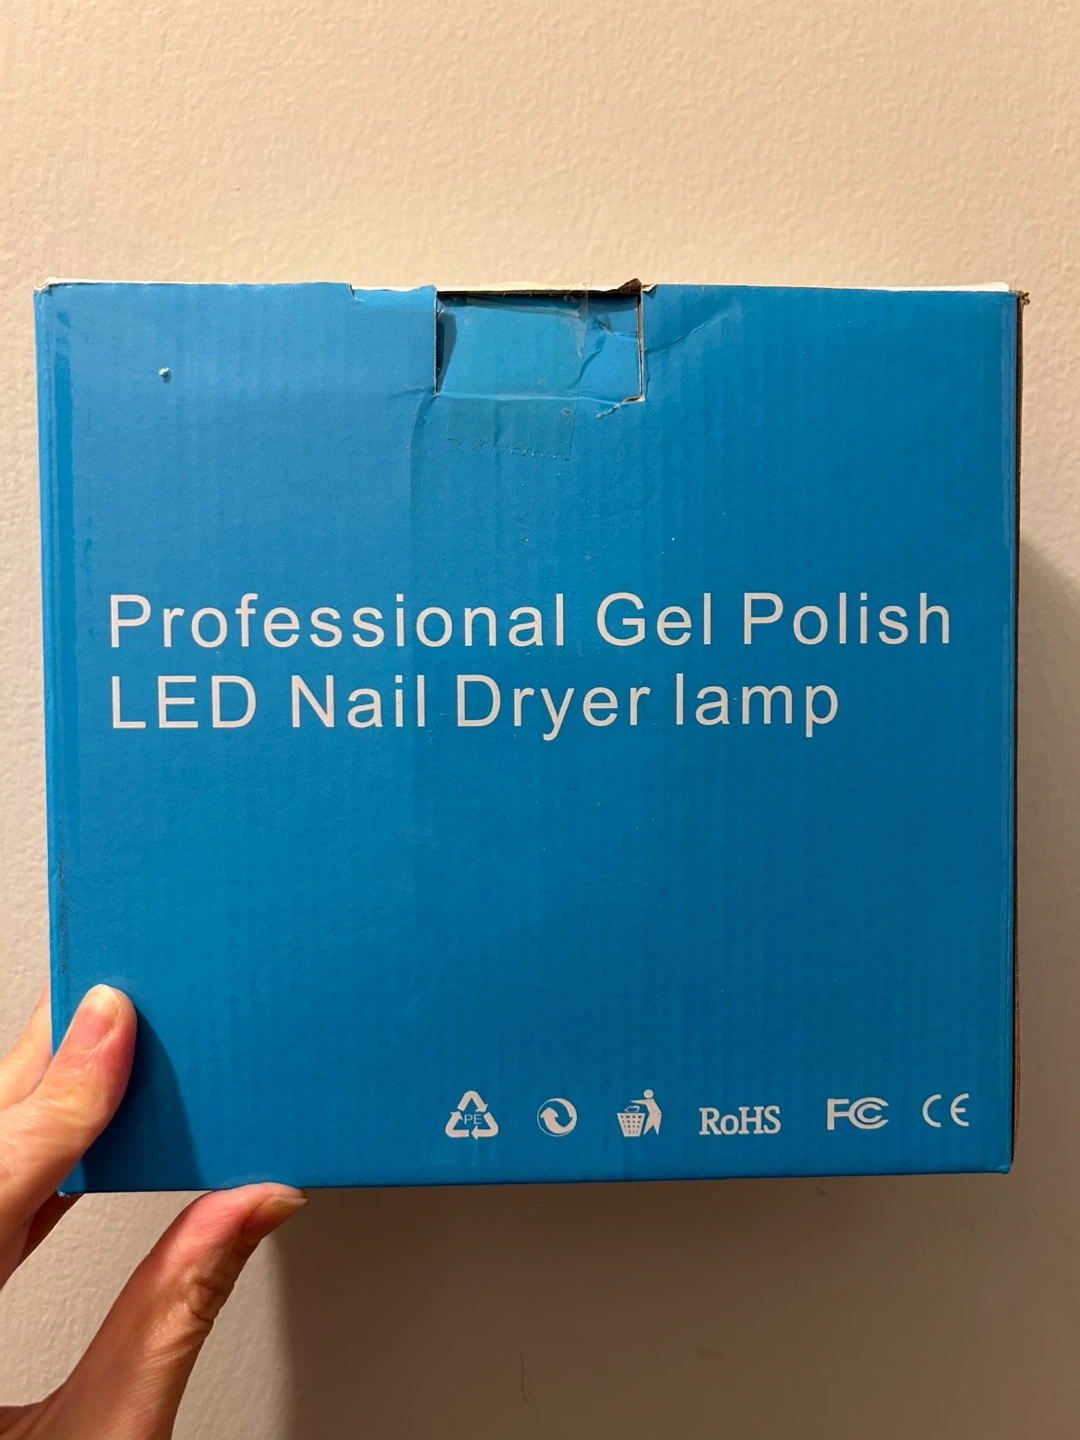 Professional Gel Polish
LED Nail Dryer lamp
PE
RoHS
FC
CE